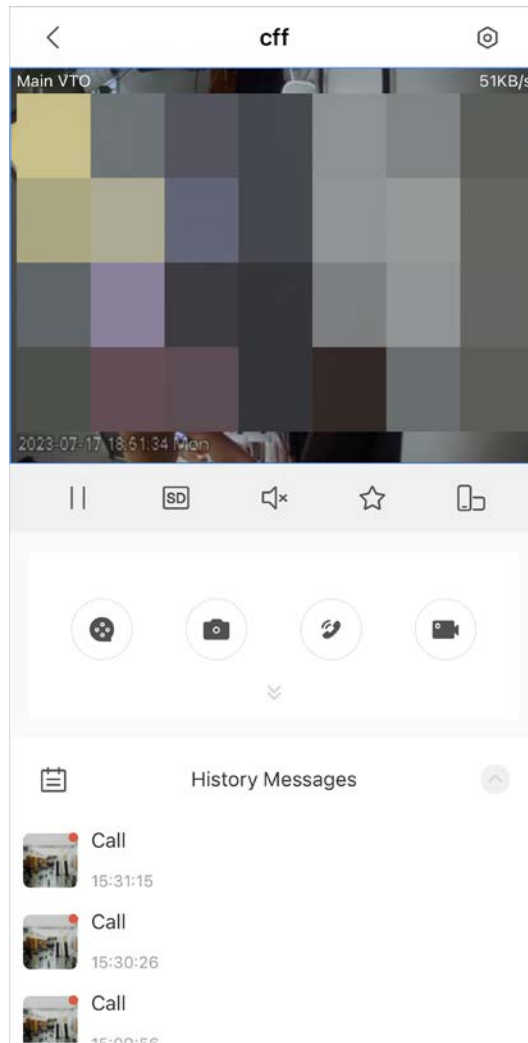 cff
Main VTO
51KB/s
2023-07-17 18:51:34 Mon
SD
History Messages
Call
15:31:15
Call
15:30:26
Call